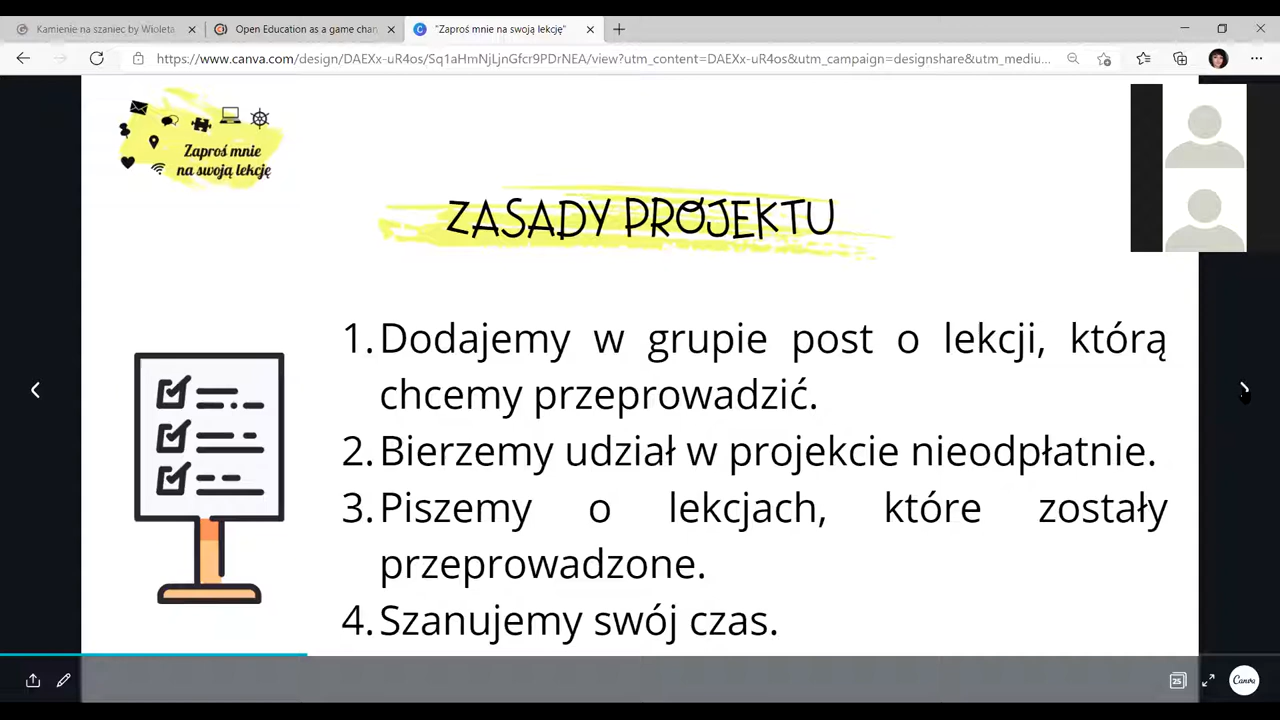 Kamienie na szaniec by Wioleta
Open Education as a game chan
"Zaproś mnie na swoją lekcję"
https://www.canva.com/design/DAEXx-uR4os/Sq1aHmNjLjnGfcr9PDrNEA/view?utm_content=DAEXx-uR4os&utm_campaign=designshare&utm_mediu...
Zaproś mnie
na swoją lekcję
ZASADY PROJEKTU
1. Dodajemy w grupie post o lekcji, którą
chcemy przeprowadzić.
2. Bierzemy udział w projekcie nieodpłatnie.
3. Piszemy o lekcjach, które zostały
przeprowadzone.
4. Szanujemy swój czas.
25
Canva